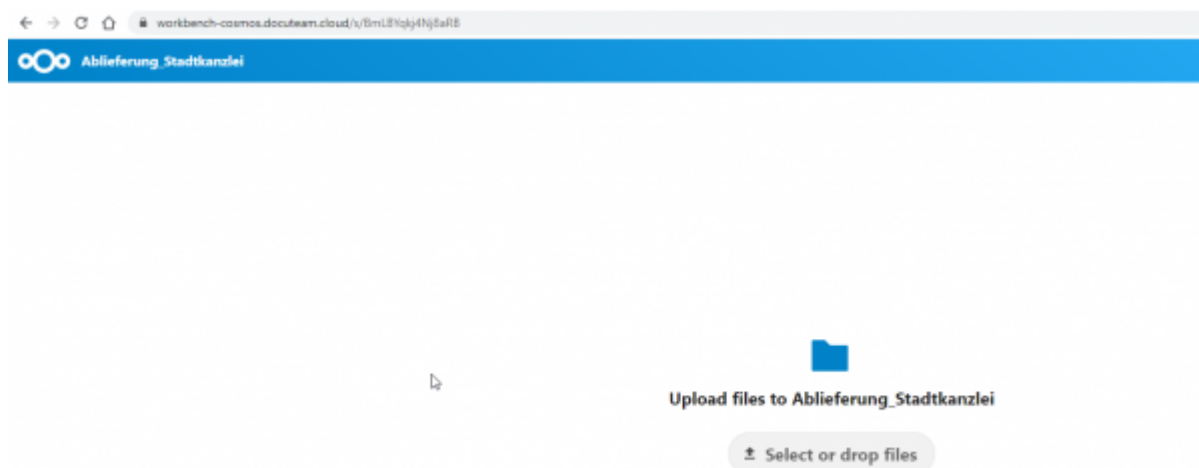 workbench-cosmos.docuteam.cloud
Ablieferung_Stadtkanzlei
Upload files to Ablieferung_Stadtkanzlei
Select or drop files